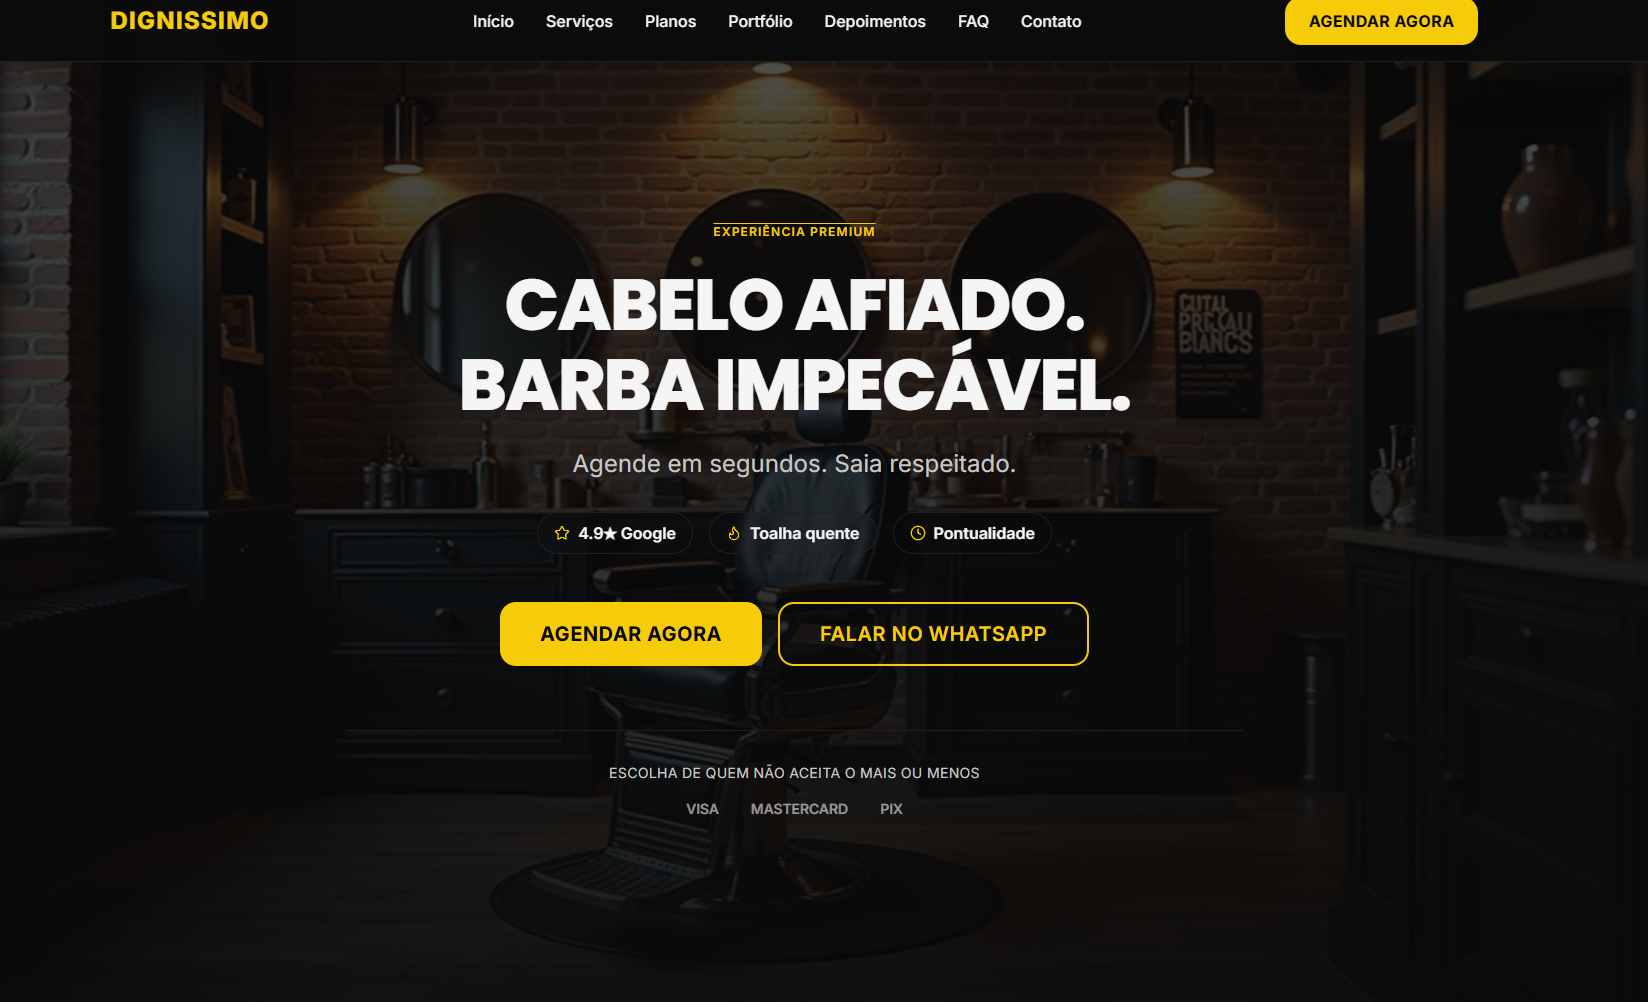 DIGNISSIMO
Início Serviços Planos Portfólio Depoimentos FAQ Contato
AGENDAR AGORA
EXPERIÊNCIA PREMIUM
CABELO AFIADO.
BARBA IMPECÁVEL.
Agende em segundos. Saia respeitado.
4.9★ Google Toalha quente Pontualidade
AGENDAR AGORA FALAR NO WHATSAPP
ESCOLHA DE QUEM NÃO ACEITA O MAIS OU MENOS
VISA MASTERCARD PIX